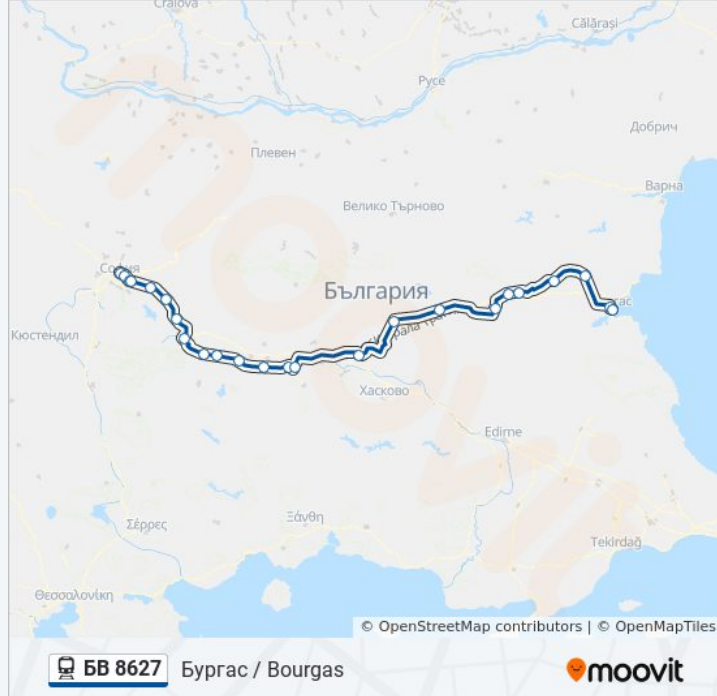 Craiova
Călărași
Русе
Добрич
Плевен
Варна
Велико Търново
София
България
Кюстендил
Хасково
Edirne
Ξάνθη
Σέρρες
Tekirdağ
Θεσσαλονίκη
© OpenStreetMap contributors | © OpenMapTiles
БВ 8627 Бургас / Bourgas
moovit